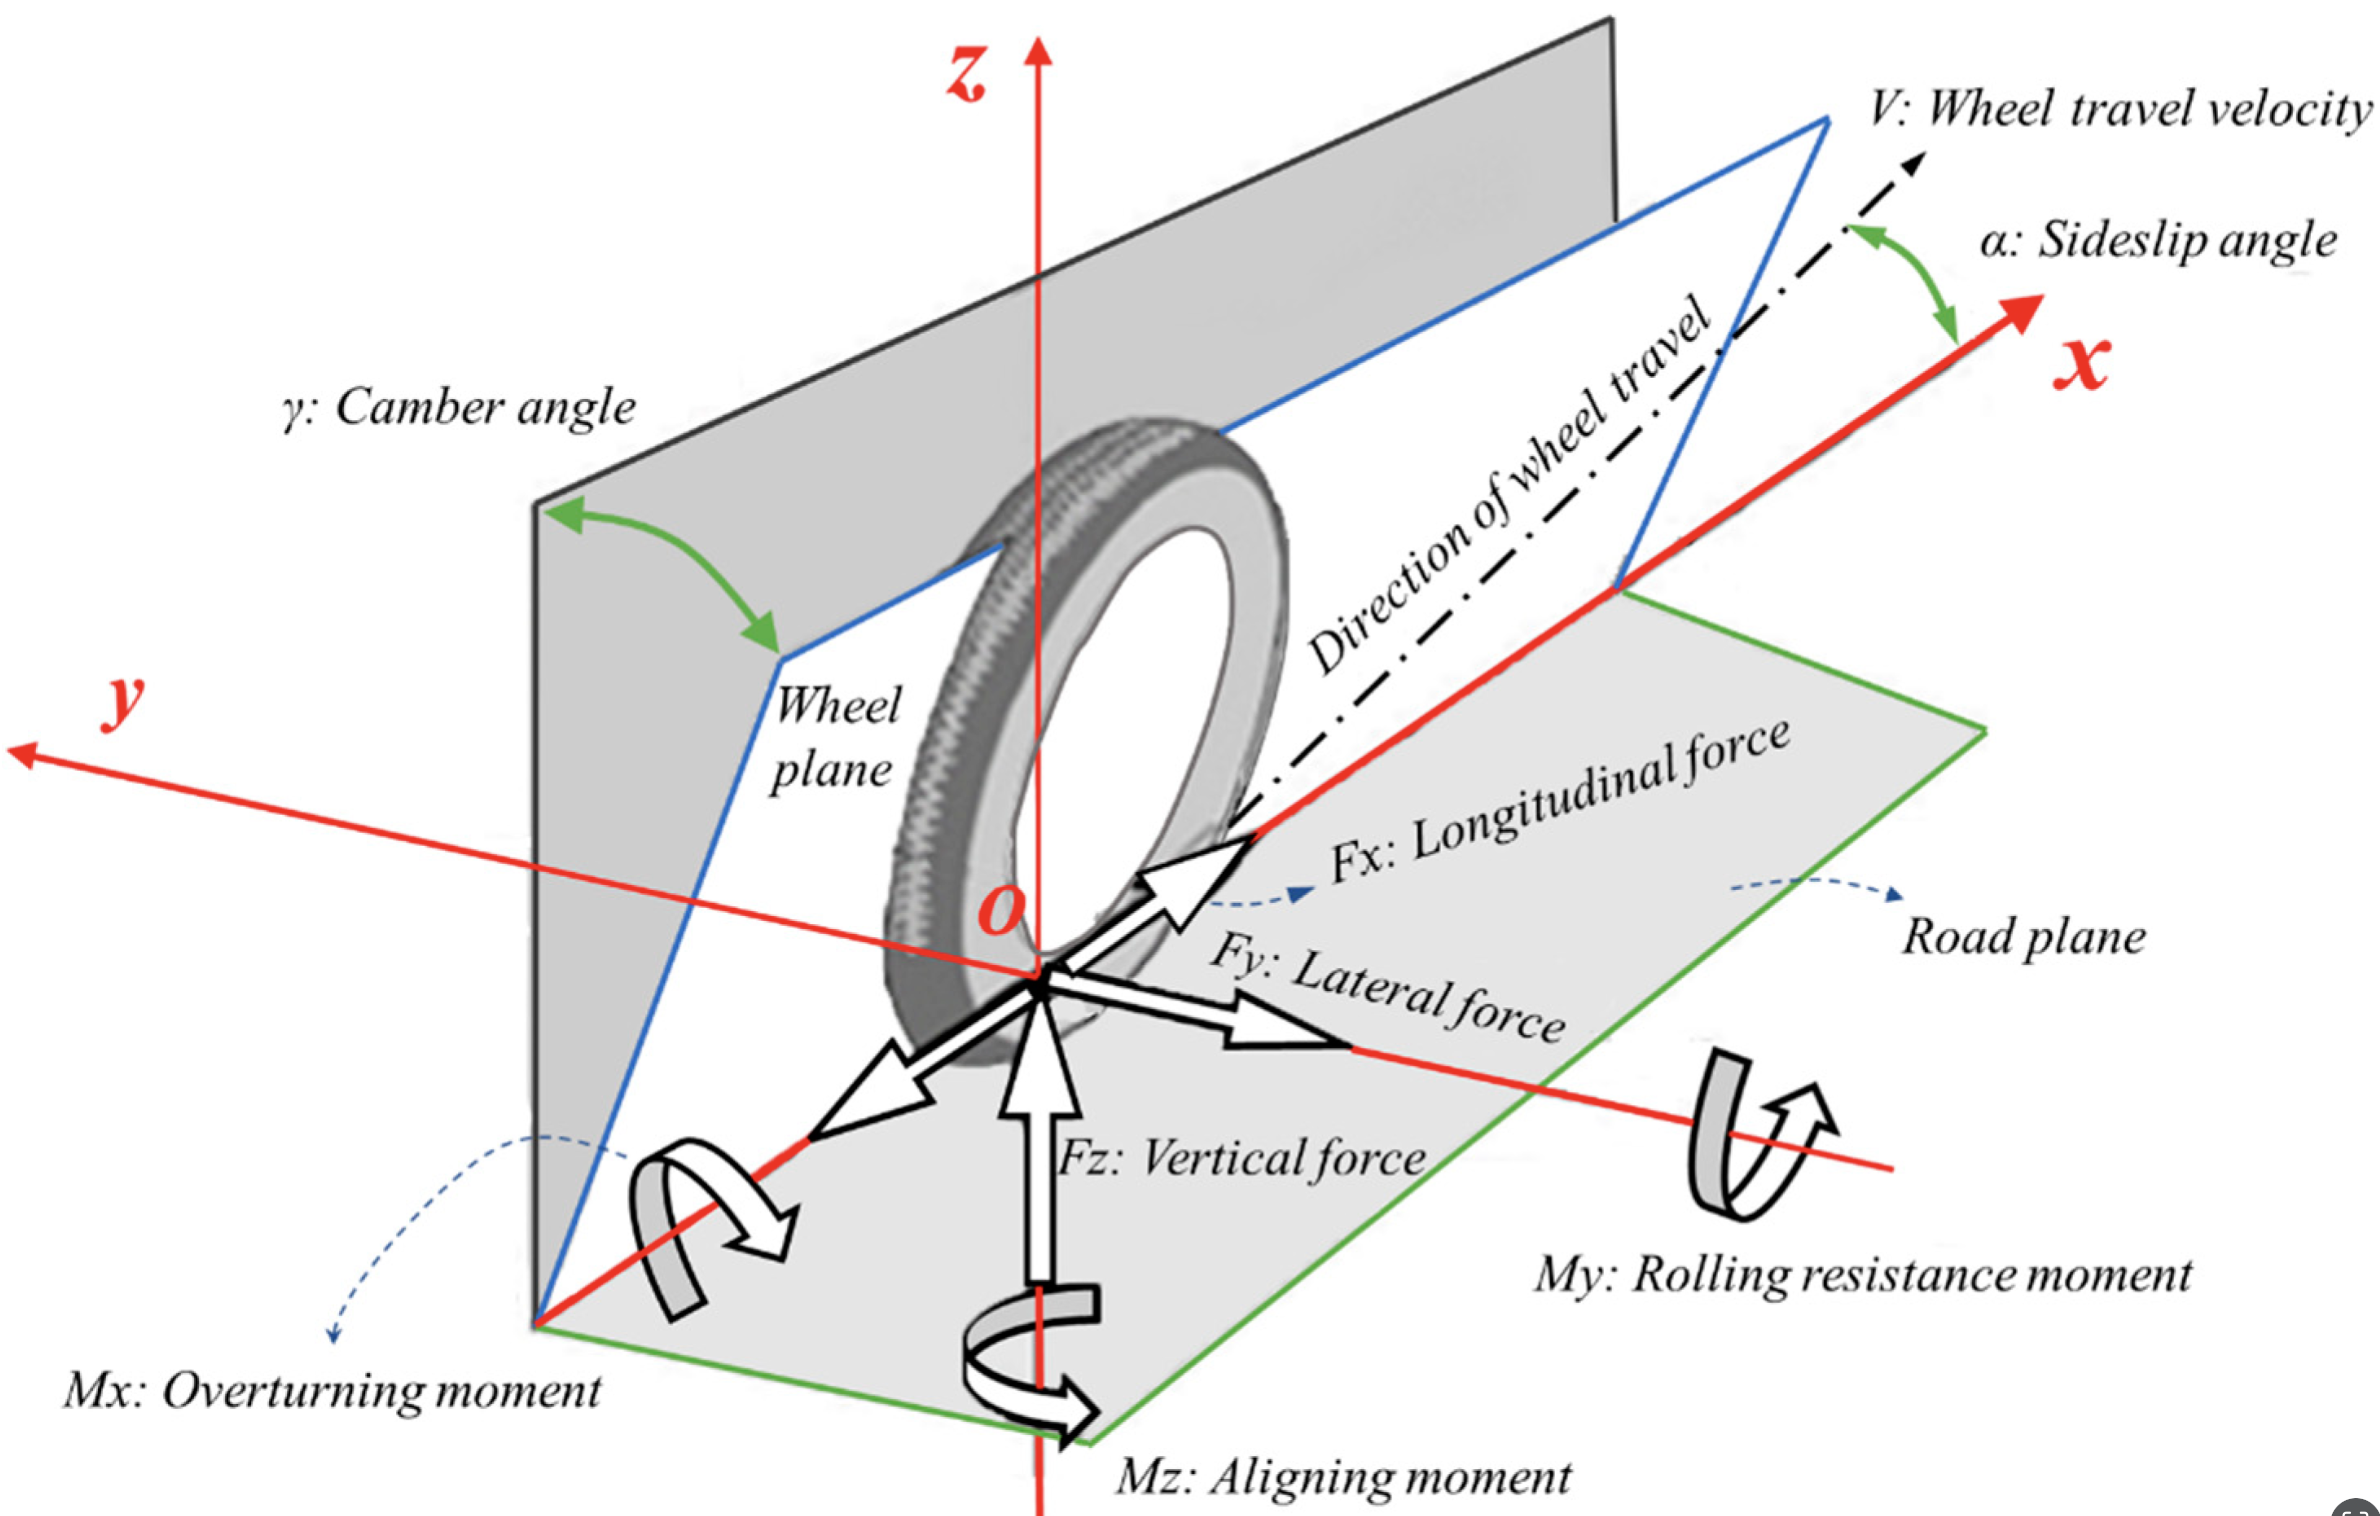 z
V: Wheel travel velocity
α: Sideslip angle
x
Direction of wheel travel
γ: Camber angle
y
Wheel
plane
Fx: Longitudinal force
O
Fy: Lateral force
Road plane
Fz: Vertical force
My: Rolling resistance moment
Mx: Overturning moment
Mz: Aligning moment